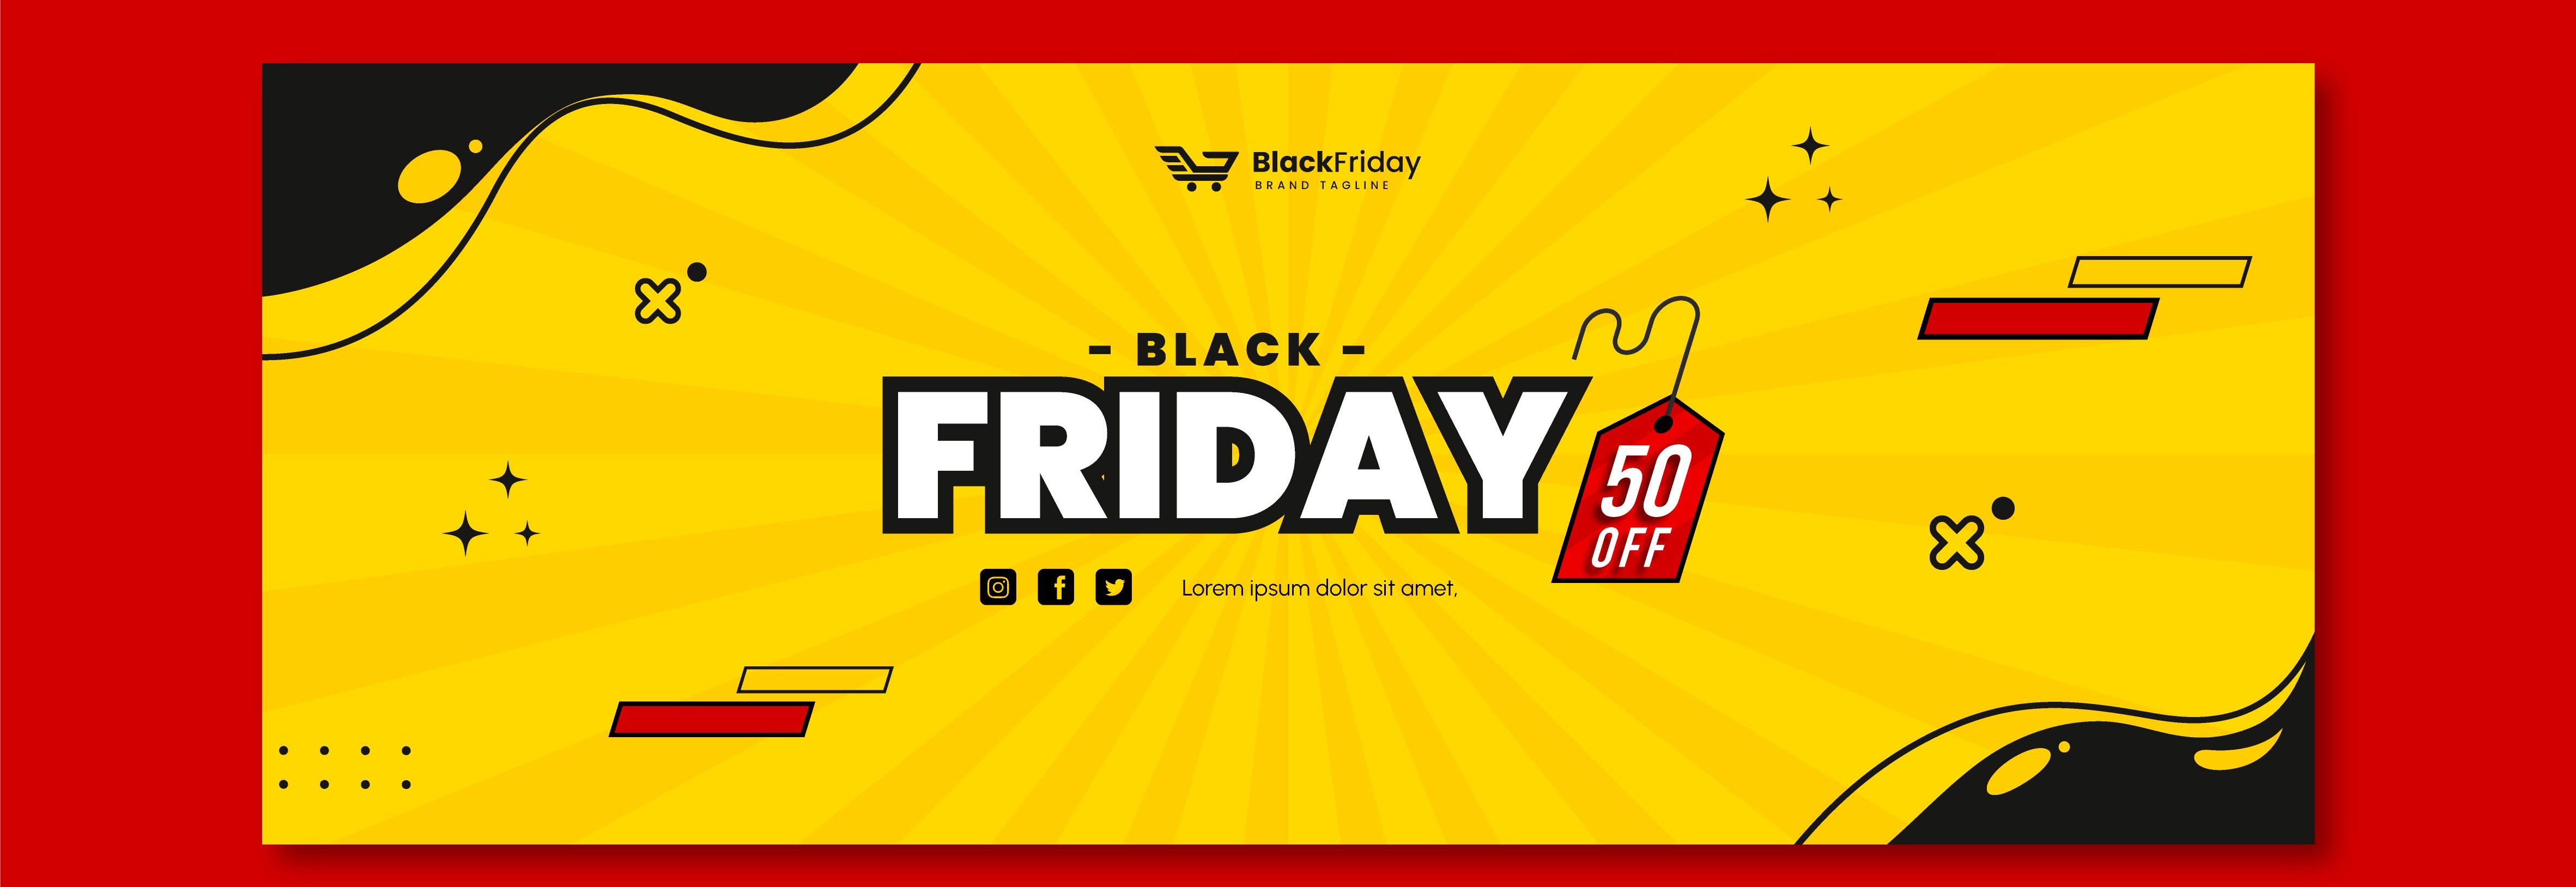 BlackFriday
BRAND TAGLINE
- BLACK -
FRIDAY
50
OFF
Lorem ipsum dolor sit amet,